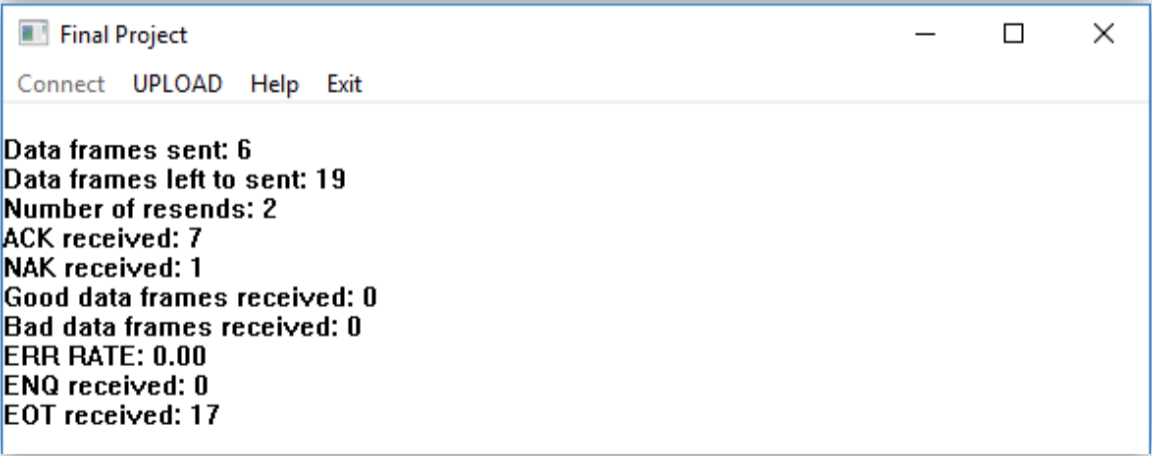 Final Project
Connect UPLOAD Help Exit
Data frames sent: 6
Data frames left to sent: 19
Number of resends: 2
ACK received: 7
NAK received: 1
Good data frames received: 0
Bad data frames received: 0
ERR RATE: 0.00
ENQ received: 0
EOT received: 17